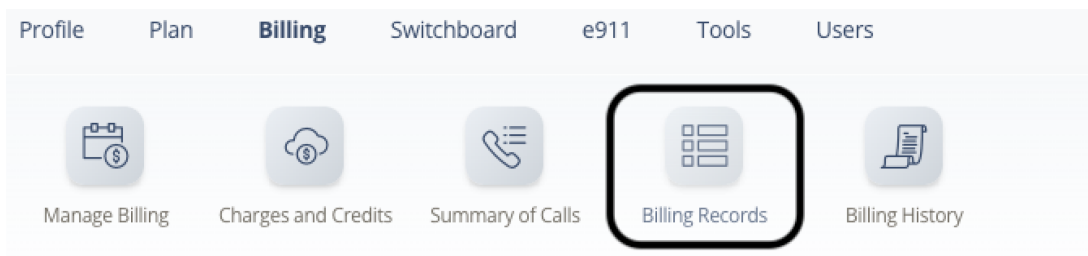 Profile Plan Billing Switchboard e911 Tools Users
Manage Billing Charges and Credits Summary of Calls Billing Records Billing History